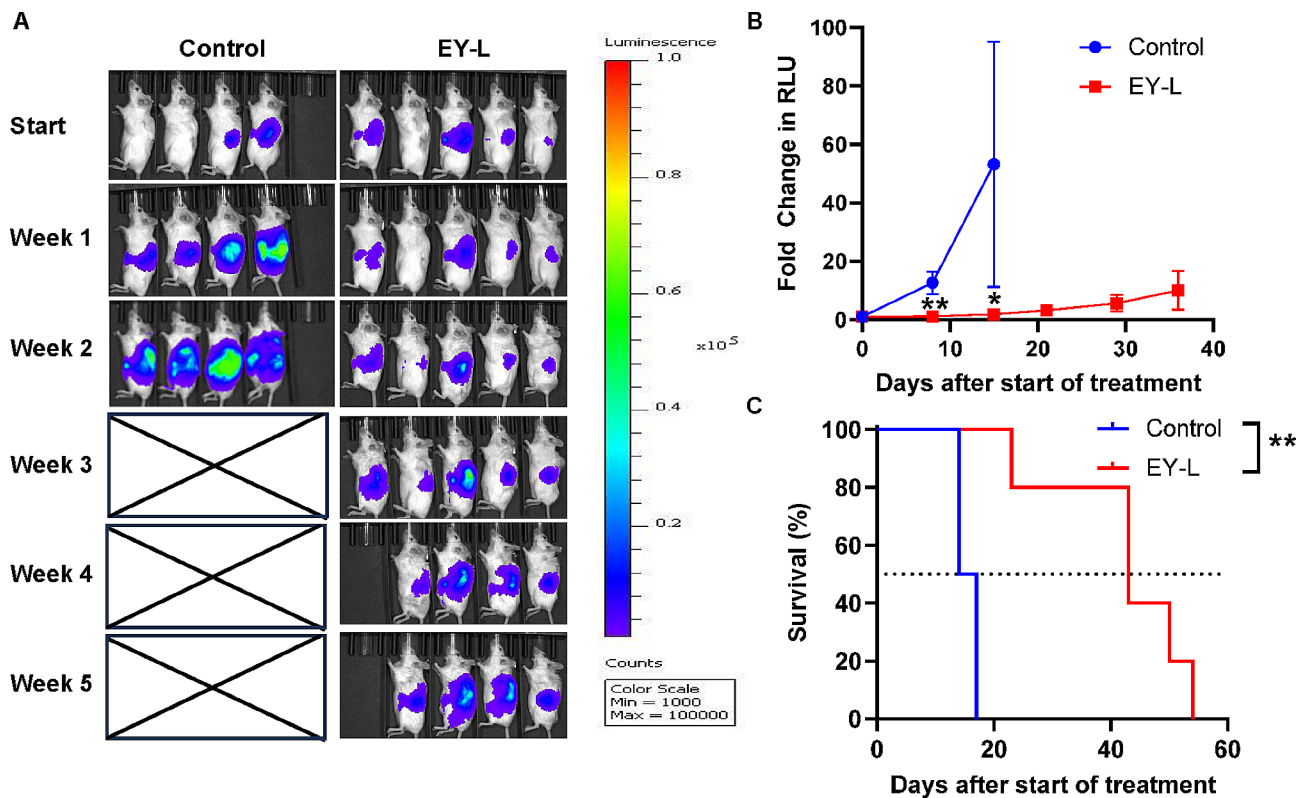 A
Control
EY-L
Start
Week 1
Week 2
Week 3
Week 4
Week 5
Luminescence
1.0
0.8
0.6
x10^5
0.4
0.2
Counts
Color Scale
Min = 1000
Max = 100000
B
Fold Change in RLU
100
80
60
40
20
0
Control
EY-L
**
*
0
10
20
30
40
Days after start of treatment
C
Survival (%)
100
80
60
40
20
0
Control
EY-L
**
0
20
40
60
Days after start of treatment